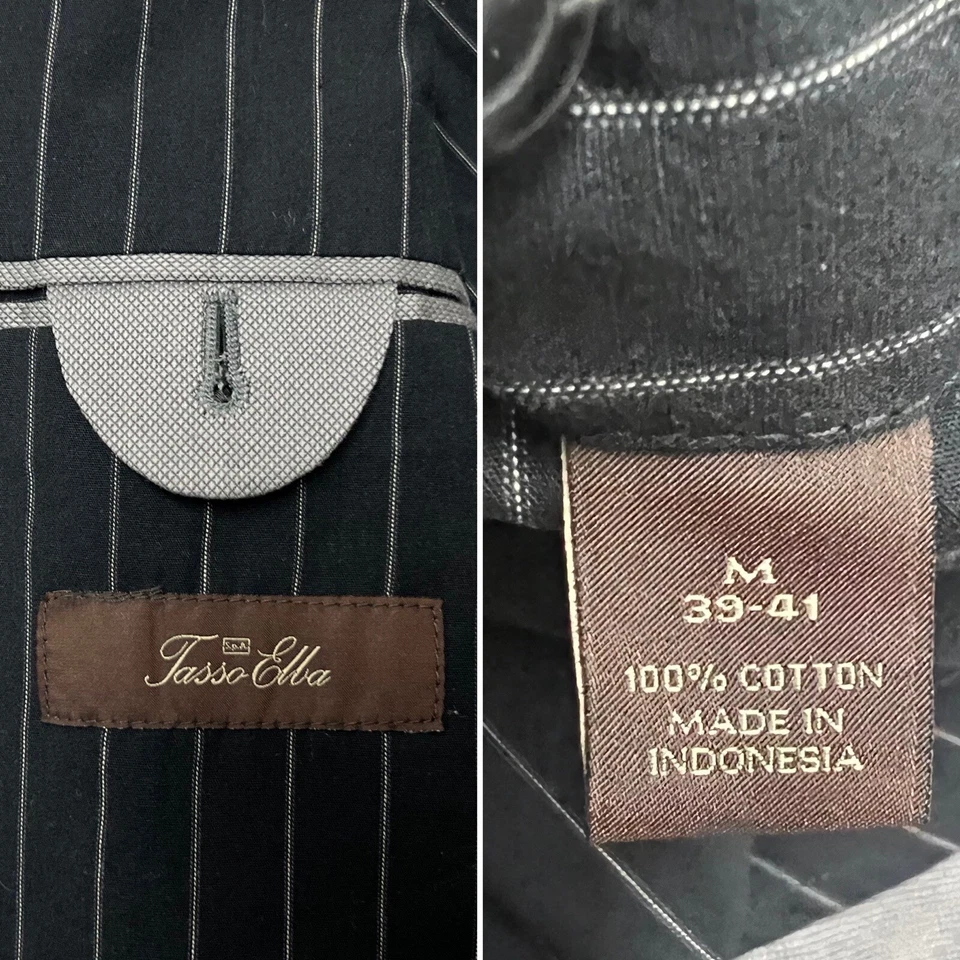 S.p.A.
Tasso Elba
M
39-41
100% COTTON
MADE IN
INDONESIA